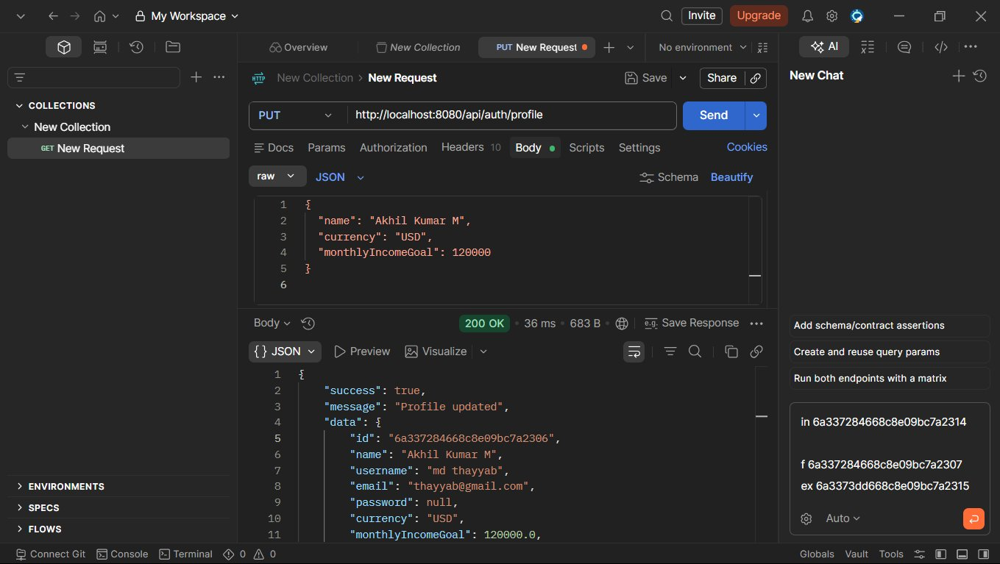 My Workspace
Invite
Upgrade
Overview
New Collection
PUT New Request
No environment
AI
New Collection > New Request
Save
Share
New Chat
COLLECTIONS
New Collection
GET New Request
PUT
http://localhost:8080/api/auth/profile
Send
Docs
Params
Authorization
Headers 10
Body
Scripts
Settings
Cookies
raw
JSON
Schema
Beautify
1 {
2 "name": "Akhil Kumar M",
3 "currency": "USD",
4 "monthlyIncomeGoal": 120000
5 }
6
Body
200 OK • 36 ms • 683 B
e.g. Save Response
{} JSON
Preview
Visualize
1 {
2 "success": true,
3 "message": "Profile updated",
4 "data": {
5 "id": "6a337284668c8e09bc7a2306",
6 "name": "Akhil Kumar M",
7 "username": "md thayyab",
8 "email": "thayyab@gmail.com",
9 "password": null,
10 "currency": "USD",
11 "monthlyIncomeGoal": 120000.0,
Add schema/contract assertions
Create and reuse query params
Run both endpoints with a matrix
in 6a337284668c8e09bc7a2314
f 6a337284668c8e09bc7a2307
ex 6a3373dd668c8e09bc7a2315
Auto
ENVIRONMENTS
SPECS
FLOWS
Connect Git
Console
Terminal
0
0
Globals
Vault
Tools